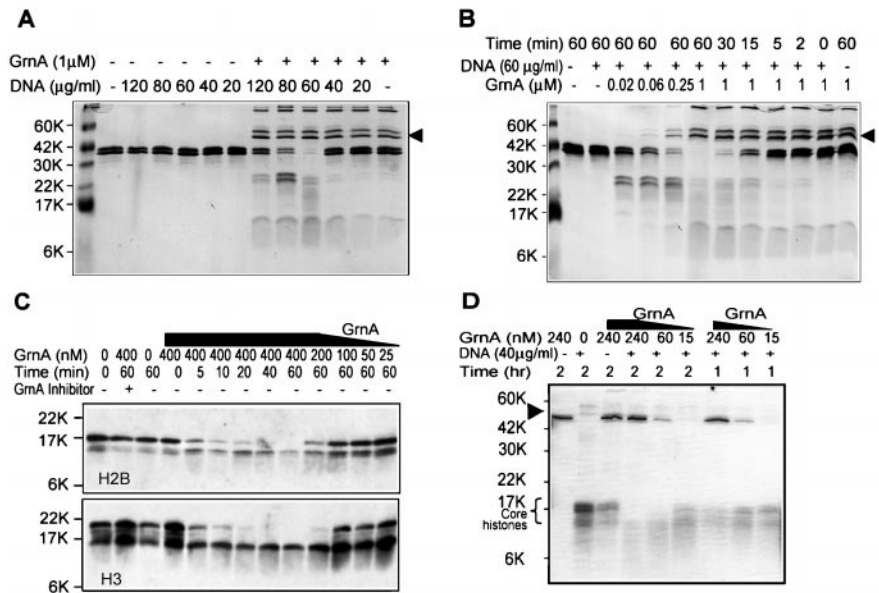 A
GrnA (1μM) - - - - - - + + + + + +
DNA (μg/ml) - 120 80 60 40 20 120 80 60 40 20 -
60K
42K
30K
22K
17K
6K
B
Time (min) 60 60 60 60 60 60 30 15 5 2 0 60
DNA (60 μg/ml) - + + + + + + + + + + -
GrnA (μM) - - 0.02 0.06 0.25 1 1 1 1 1 1 1
60K
42K
30K
22K
17K
6K
C
GrnA
GrnA (nM) 0 400 0 400 400 400 400 400 400 200 100 50 25
Time (min) 0 60 60 0 5 10 20 40 60 60 60 60 60
GrnA Inhibitor - + - - - - - - - - - - -
22K
17K
6K
H2B
22K
17K
6K
H3
D
GrnA GrnA
GrnA (nM) 240 0 240 240 60 15 240 60 15
DNA (40μg/ml) - + - + + + + + +
Time (hr) 2 2 2 2 2 2 1 1 1
60K
42K
30K
22K
17K
Core
histones
6K